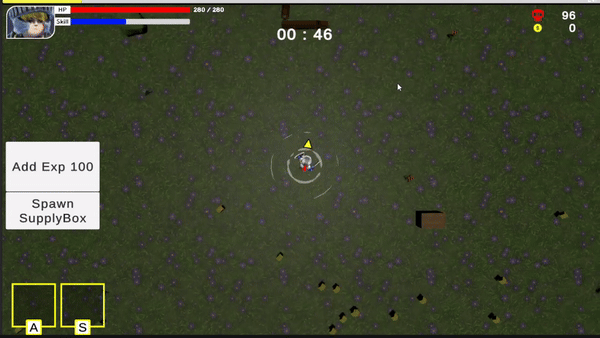 HP
280 / 280
Skill
00 : 46
96
0
Add Exp 100
Spawn
SupplyBox
A
S